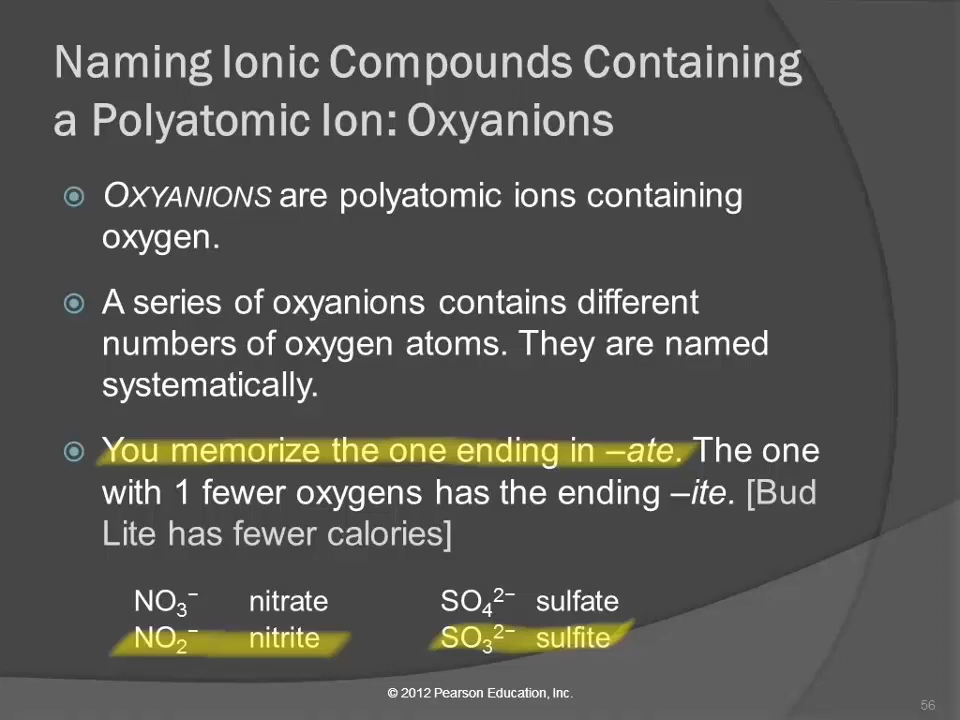 Naming Ionic Compounds Containing
a Polyatomic Ion: Oxyanions
OXYANIONS are polyatomic ions containing
oxygen.
A series of oxyanions contains different
numbers of oxygen atoms. They are named
systematically.
You memorize the one ending in –ate. The one
with 1 fewer oxygens has the ending –ite. [Bud
Lite has fewer calories]
NO₃⁻ nitrate SO₄²⁻ sulfate
NO₂⁻ nitrite SO₃²⁻ sulfite
© 2012 Pearson Education, Inc.
56